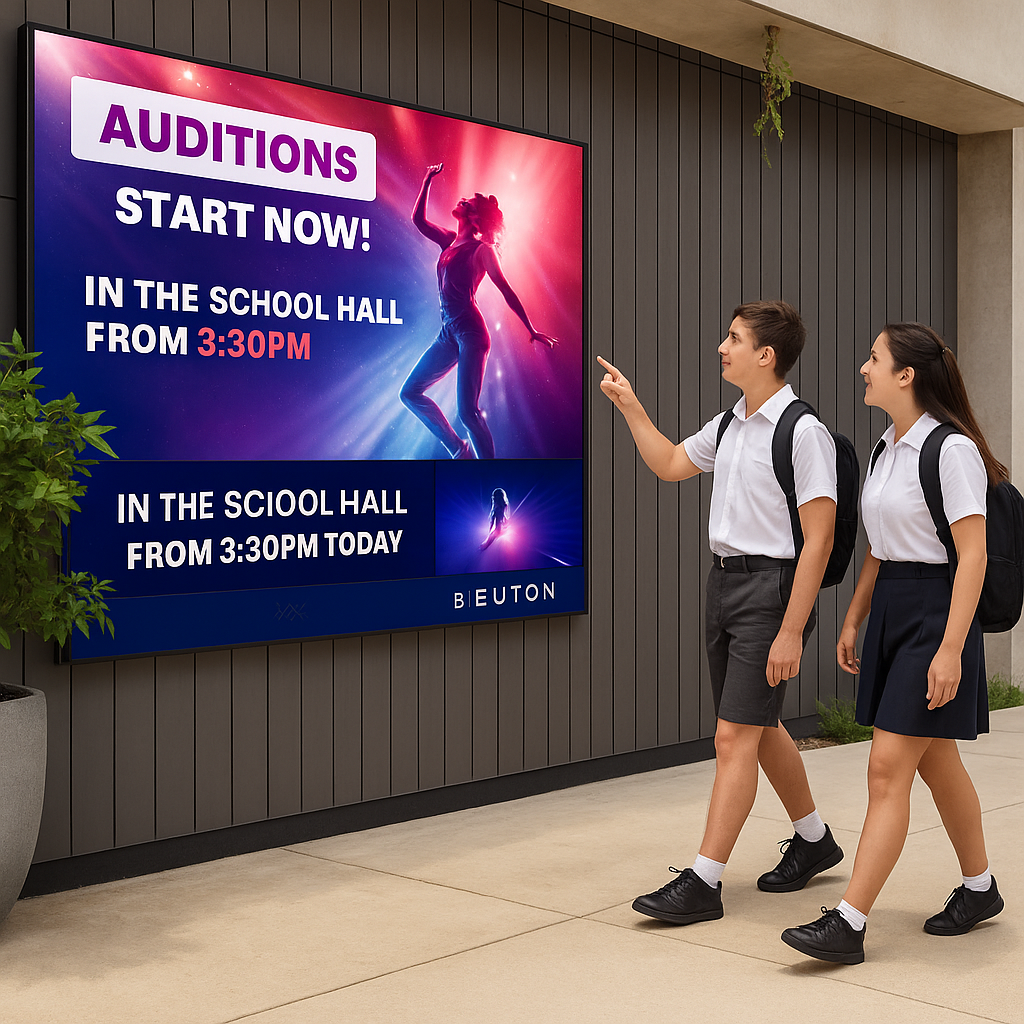 AUDITIONS
START NOW!
IN THE SCHOOL HALL
FROM 3:30PM
IN THE SCIOOL HALL
FROM 3:30PM TODAY
B|EUTON